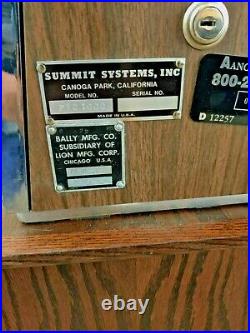 SUMMIT SYSTEMS, INC
CANOGA PARK, CALIFORNIA
MODEL NO. SERIAL NO.
MADE IN U.S.A.
BALLY MFG. CO.
SUBSIDIARY OF
LION MFG. CORP.
CHICAGO U.S.A.
800-2
D 12257